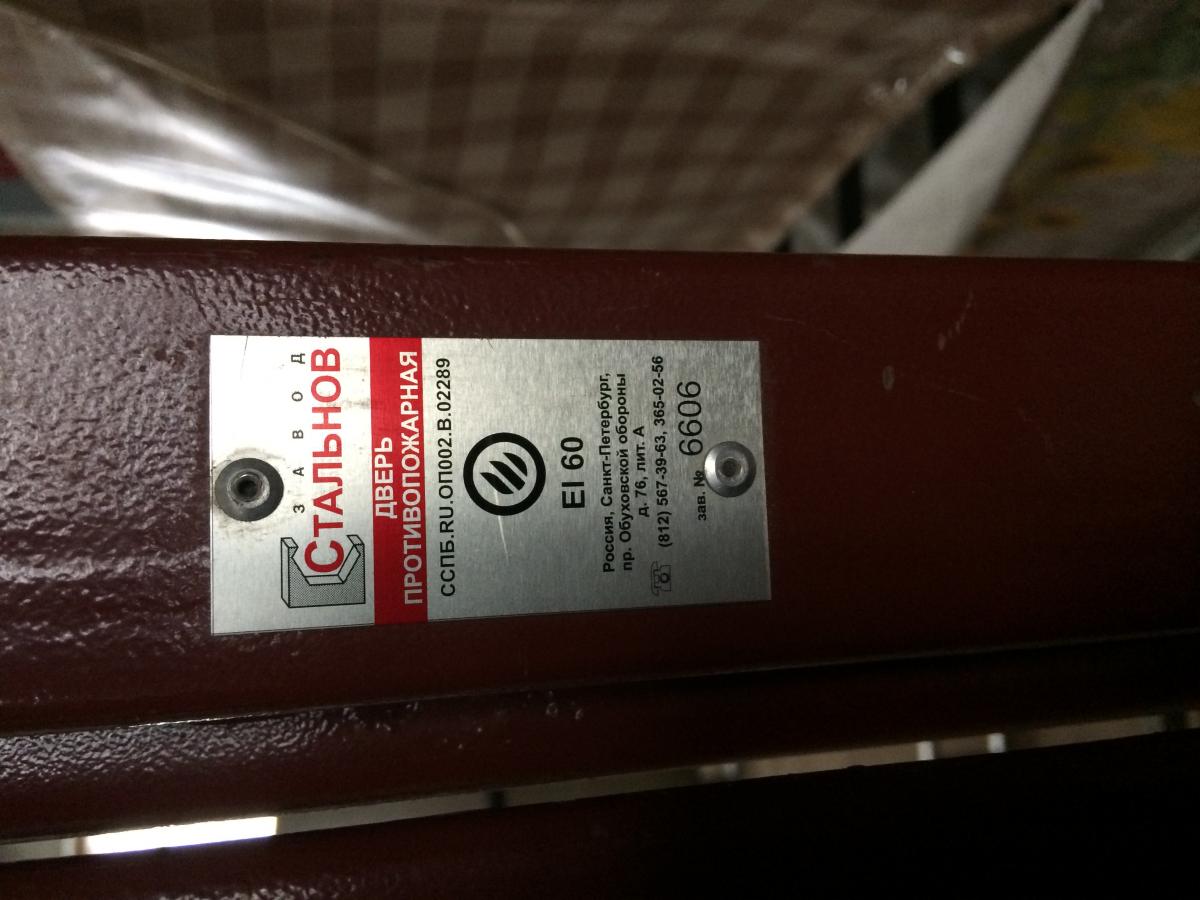 ЗАВОД
СТАЛЬНОВ
ДВЕРЬ
ПРОТИВОПОЖАРНАЯ
ССПБ.RU.ОП002.В.02289
EI 60
Россия, Санкт-Петербург,
пр. Обуховской обороны
д. 76, лит. А
(812) 567-39-63, 365-02-56
зав. № 6606